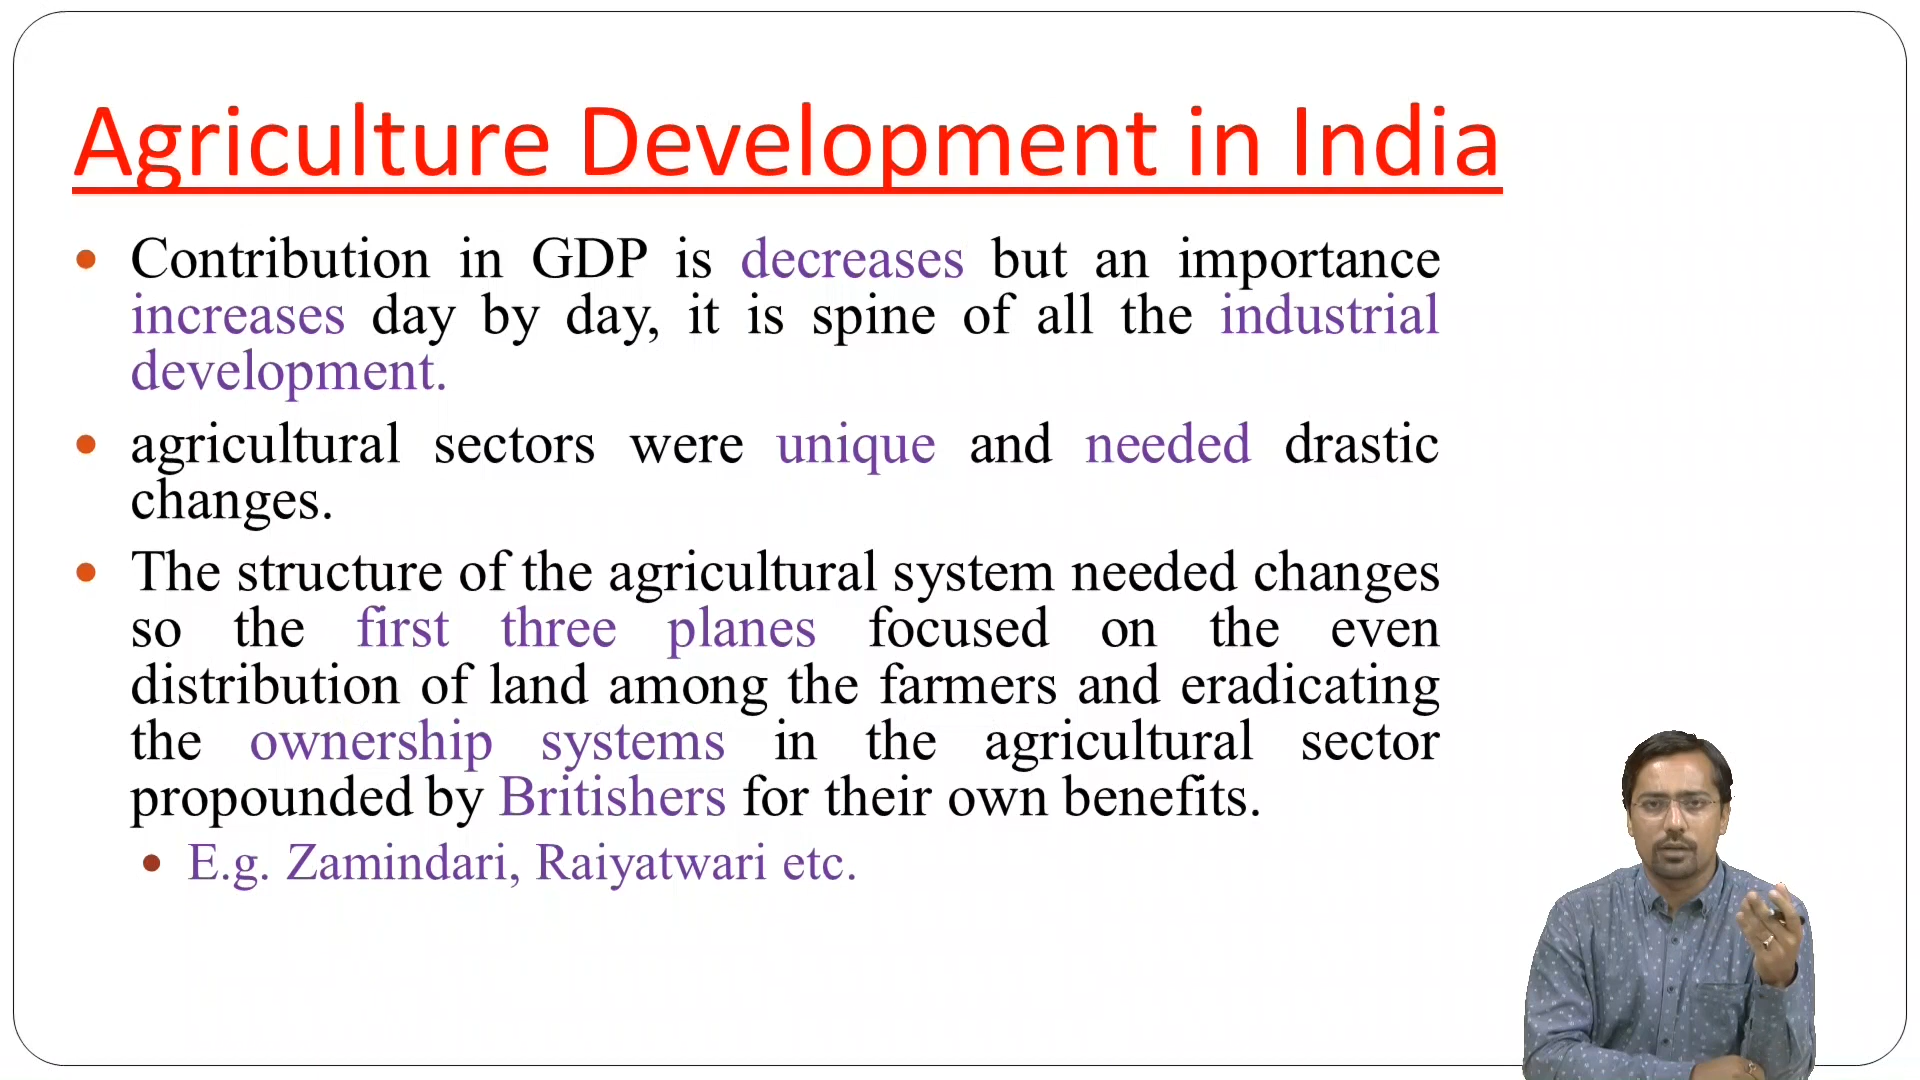 Agriculture Development in India
• Contribution in GDP is decreases but an importance
increases day by day, it is spine of all the industrial
development.
• agricultural sectors were unique and needed drastic
changes.
• The structure of the agricultural system needed changes
so the first three planes focused on the even
distribution of land among the farmers and eradicating
the ownership systems in the agricultural sector
propounded by Britishers for their own benefits.
• E.g. Zamindari, Raiyatwari etc.